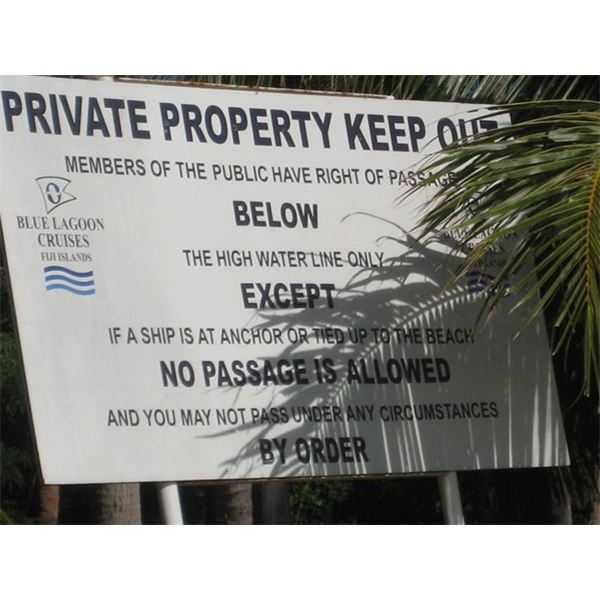 PRIVATE PROPERTY KEEP OUT
MEMBERS OF THE PUBLIC HAVE RIGHT OF PASSAGE
BELOW
THE HIGH WATER LINE ONLY
EXCEPT
IF A SHIP IS AT ANCHOR OR TIED UP TO THE BEACH
NO PASSAGE IS ALLOWED
AND YOU MAY NOT PASS UNDER ANY CIRCUMSTANCES
BY ORDER
BLUE LAGOON
CRUISES
FIJI ISLANDS